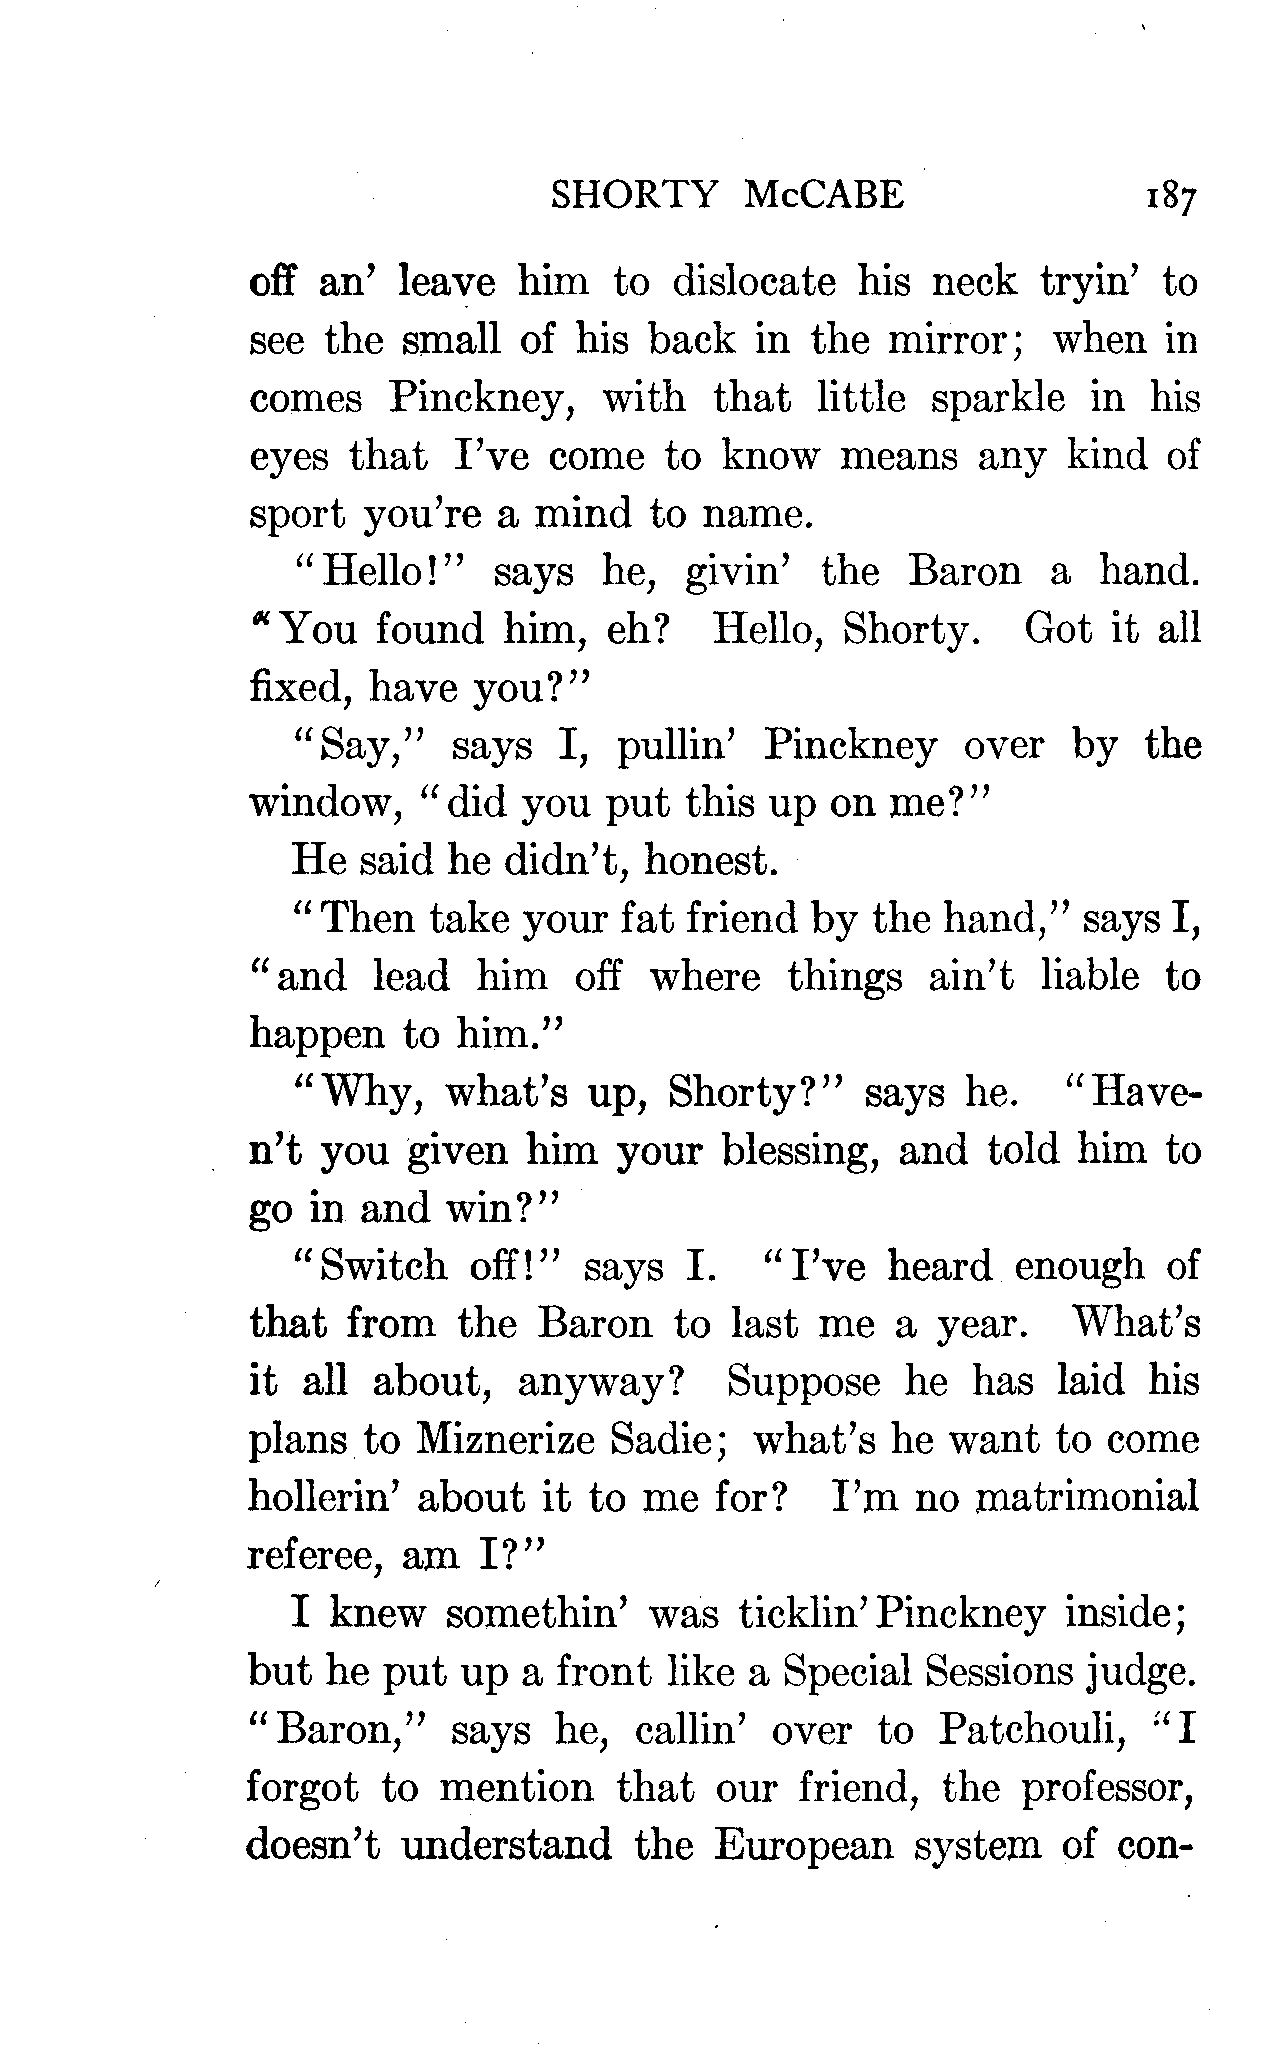 SHORTY McCABE 187
off an' leave him to dislocate his neck tryin' to
see the small of his back in the mirror; when in
comes Pinckney, with that little sparkle in his
eyes that I've come to know means any kind of
sport you're a mind to name.
"Hello!" says he, givin' the Baron a hand.
"You found him, eh? Hello, Shorty. Got it all
fixed, have you?"
"Say," says I, pullin' Pinckney over by the
window, "did you put this up on me?"
He said he didn't, honest.
"Then take your fat friend by the hand," says I,
"and lead him off where things ain't liable to
happen to him."
"Why, what's up, Shorty?" says he. "Have-
n't you given him your blessing, and told him to
go in and win?"
"Switch off!" says I. "I've heard enough of
that from the Baron to last me a year. What's
it all about, anyway? Suppose he has laid his
plans to Miznerize Sadie; what's he want to come
hollerin' about it to me for? I'm no matrimonial
referee, am I?"
I knew somethin' was ticklin' Pinckney inside;
but he put up a front like a Special Sessions judge.
"Baron," says he, callin' over to Patchouli, "I
forgot to mention that our friend, the professor,
doesn't understand the European system of con-